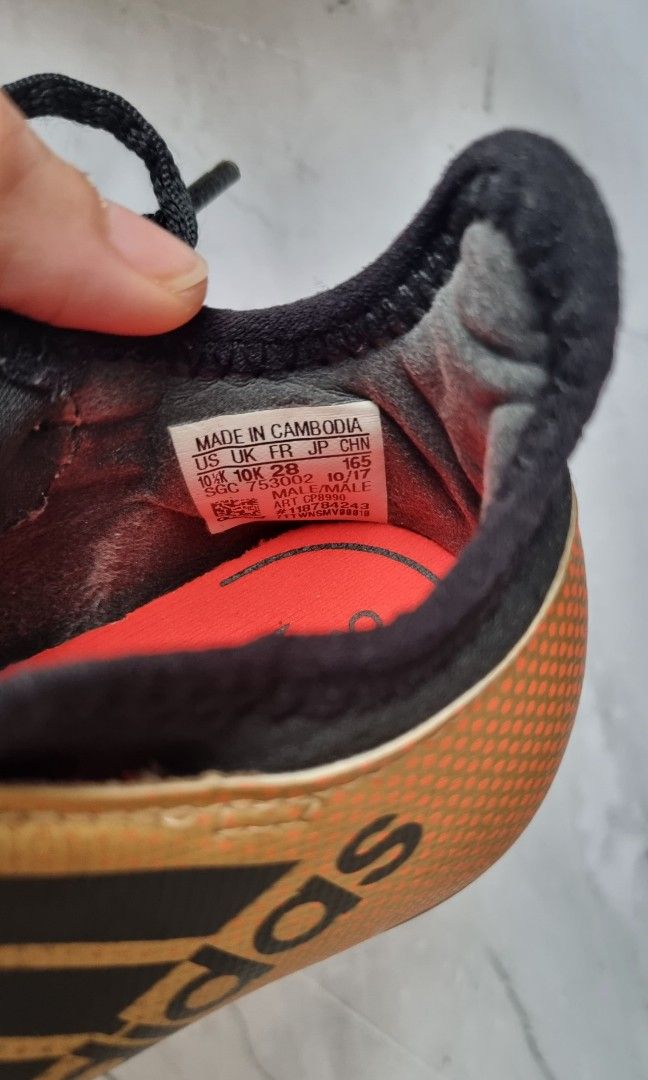 MADE IN CAMBODIA
US UK FR JP CHN
10½K 10K 28 165
SGC 753002 10/17
MALE/MALE
ART CP8990
#118784243
adidas